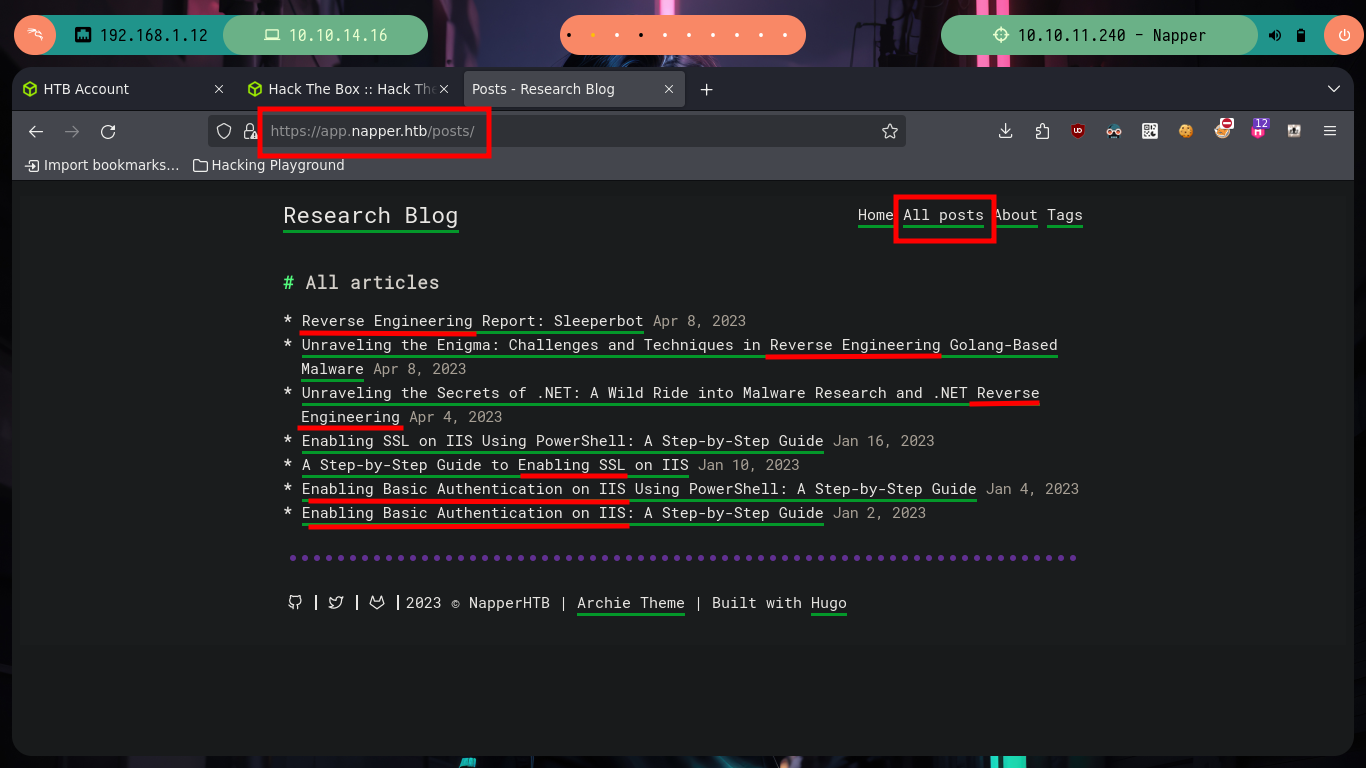 192.168.1.12
10.10.14.16
10.10.11.240 - Napper
HTB Account
Hack The Box :: Hack The
Posts - Research Blog
https://app.napper.htb/posts/
12
Import bookmarks...
Hacking Playground
Research Blog
Home All posts About Tags
# All articles
* Reverse Engineering Report: Sleeperbot Apr 8, 2023
* Unraveling the Enigma: Challenges and Techniques in Reverse Engineering Golang-Based
Malware Apr 8, 2023
* Unraveling the Secrets of .NET: A Wild Ride into Malware Research and .NET Reverse
Engineering Apr 4, 2023
* Enabling SSL on IIS Using PowerShell: A Step-by-Step Guide Jan 16, 2023
* A Step-by-Step Guide to Enabling SSL on IIS Jan 10, 2023
* Enabling Basic Authentication on IIS Using PowerShell: A Step-by-Step Guide Jan 4, 2023
* Enabling Basic Authentication on IIS: A Step-by-Step Guide Jan 2, 2023
| | | 2023 © NapperHTB | Archie Theme | Built with Hugo